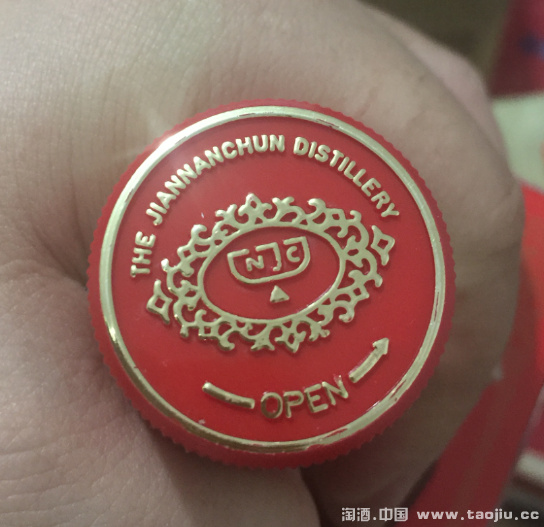 THE JIANNANCHUN DISTILLERY
NJC
OPEN
淘酒.中国 www.taojiu.cc